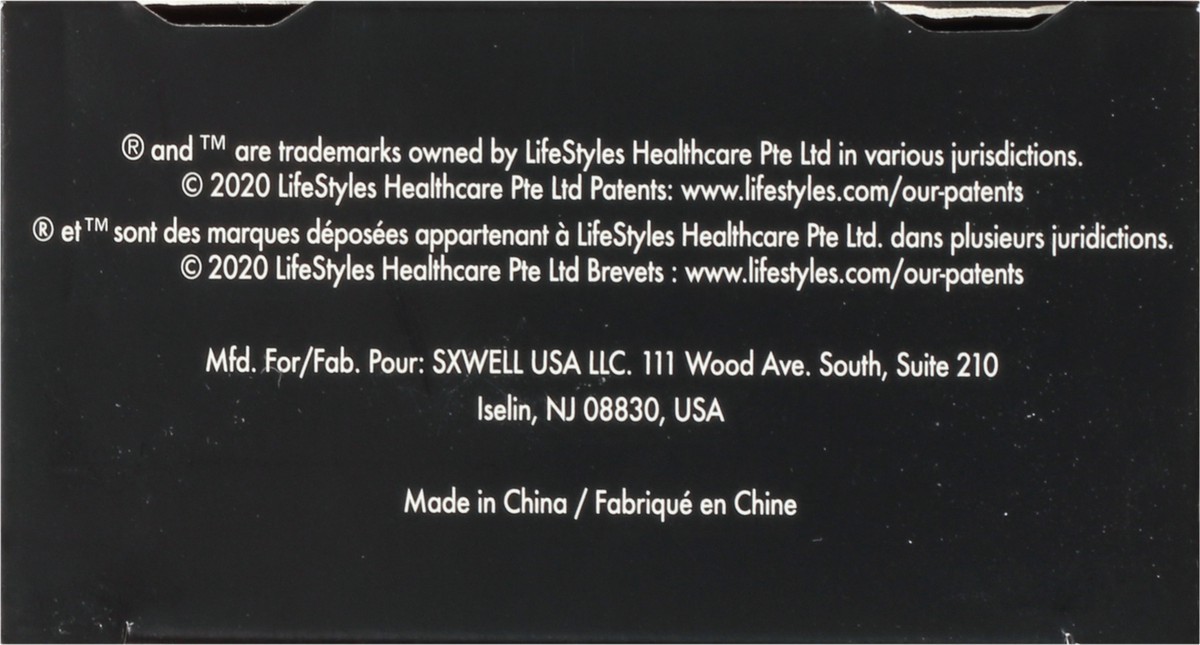 ® and ™ are trademarks owned by LifeStyles Healthcare Pte Ltd in various jurisdictions.
© 2020 LifeStyles Healthcare Pte Ltd Patents: www.lifestyles.com/our-patents
® et ™ sont des marques déposées appartenant à LifeStyles Healthcare Pte Ltd. dans plusieurs juridictions.
© 2020 LifeStyles Healthcare Pte Ltd Brevets : www.lifestyles.com/our-patents
Mfd. For/Fab. Pour: SXWELL USA LLC. 111 Wood Ave. South, Suite 210
Iselin, NJ 08830, USA
Made in China / Fabriqué en Chine